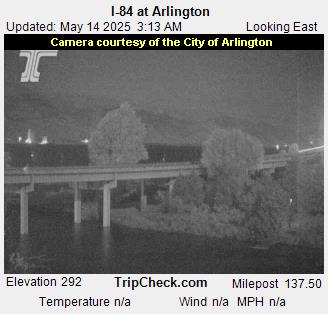 I-84 at Arlington
Updated: May 14 2025 3:13 AM Looking East
Camera courtesy of the City of Arlington
Elevation 292 TripCheck.com Milepost 137.50
Temperature n/a Wind n/a MPH n/a